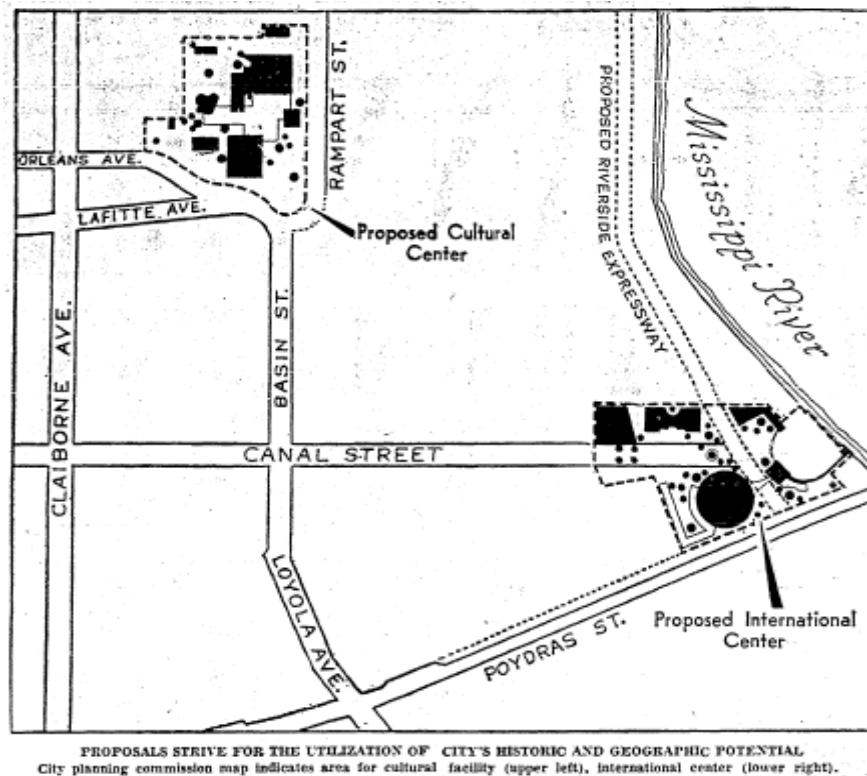 RAMPART ST.
ORLEANS AVE.
LAFITTE AVE.
Proposed Cultural
Center
PROPOSED RIVERSIDE EXPRESSWAY
Mississippi River
CLAIBORNE AVE.
BASIN ST.
CANAL STREET
LOYOLA AVE.
POYDRAS ST.
Proposed International
Center
PROPOSALS STRIVE FOR THE UTILIZATION OF CITY'S HISTORIC AND GEOGRAPHIC POTENTIAL
City planning commission map indicates area for cultural facility (upper left), international center (lower right).